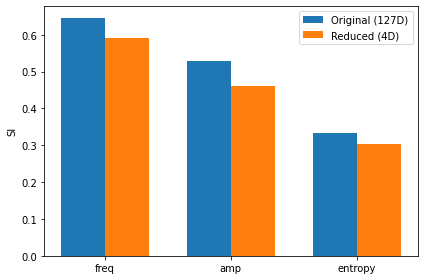 Original (127D)
Reduced (4D)
0.6
0.5
0.4
0.3
0.2
0.1
0.0
SI
freq
amp
entropy